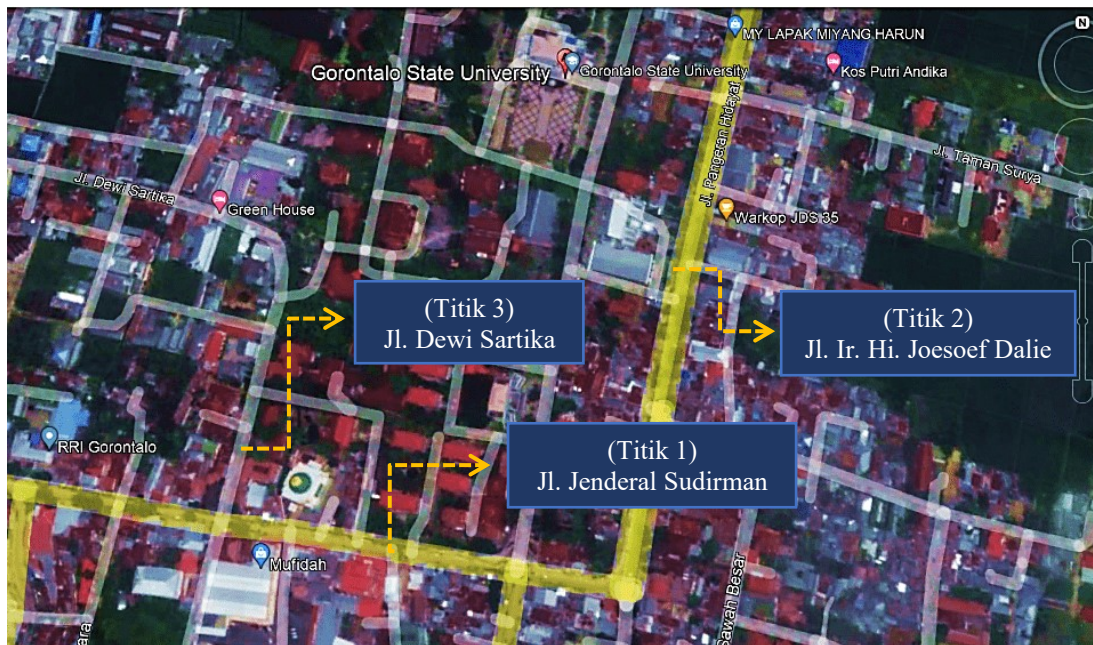 MY LAPAK MIYANG HARUN
N
Gorontalo State University
Gorontalo State University
Kos Putri Andika
Jl. Pangeran Hidayat
Jl. Taman Surya
Jl. Dewi Sartika
Green House
Warkop JDS 35
(Titik 3)
Jl. Dewi Sartika
(Titik 2)
Jl. Ir. Hi. Joesoef Dalie
(Titik 1)
Jl. Jenderal Sudirman
RRI Gorontalo
Mufidah
Sawah Besar
ara